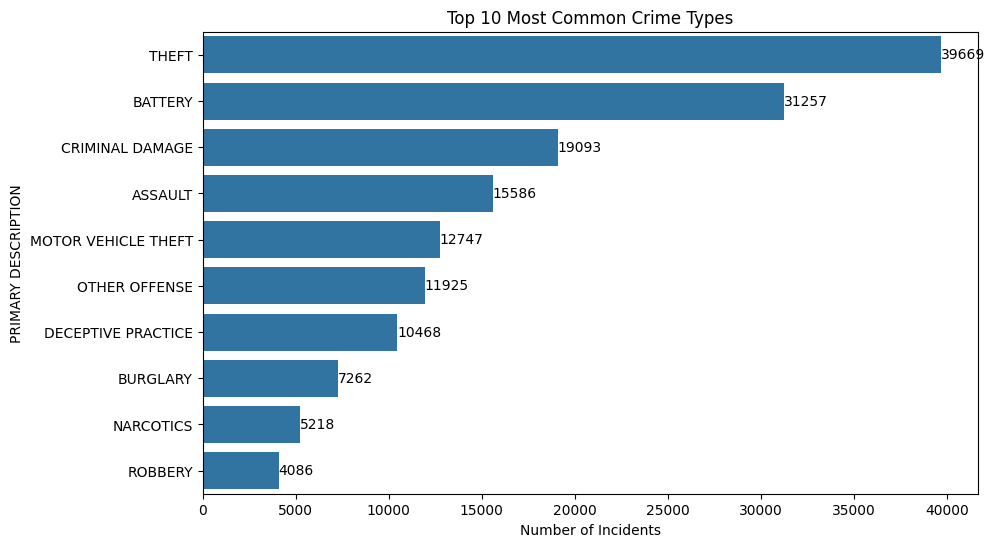 Top 10 Most Common Crime Types
PRIMARY DESCRIPTION
THEFT 39669
BATTERY 31257
CRIMINAL DAMAGE 19093
ASSAULT 15586
MOTOR VEHICLE THEFT 12747
OTHER OFFENSE 11925
DECEPTIVE PRACTICE 10468
BURGLARY 7262
NARCOTICS 5218
ROBBERY 4086
0 5000 10000 15000 20000 25000 30000 35000 40000
Number of Incidents